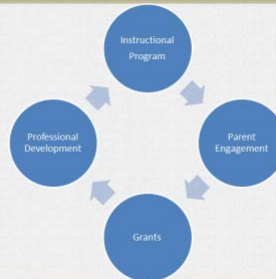 Instructional
Program
Parent
Engagement
Grants
Professional
Development